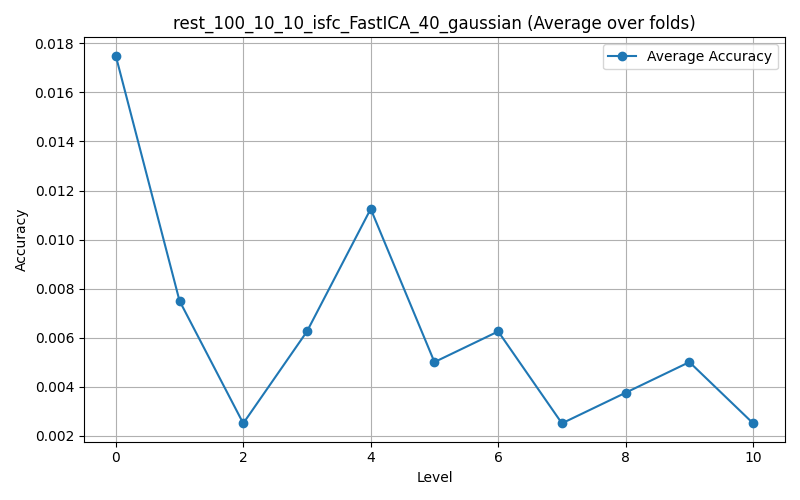 rest_100_10_10_isfc_FastICA_40_gaussian (Average over folds)
Average Accuracy
0.018
0.016
0.014
0.012
0.010
0.008
0.006
0.004
0.002
Accuracy
0 2 4 6 8 10
Level